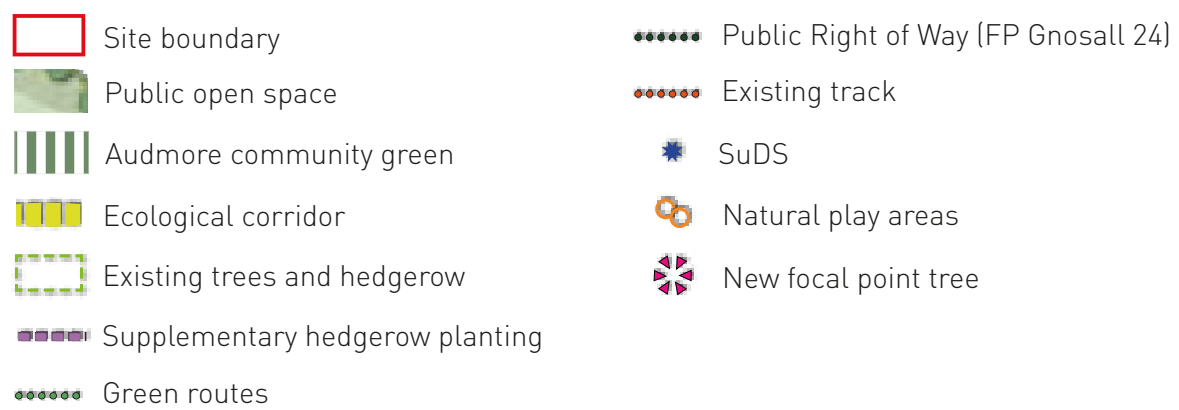 Site boundary
Public open space
Audmore community green
Ecological corridor
Existing trees and hedgerow
Supplementary hedgerow planting
Green routes
Public Right of Way (FP Gnosall 24)
Existing track
SuDS
Natural play areas
New focal point tree